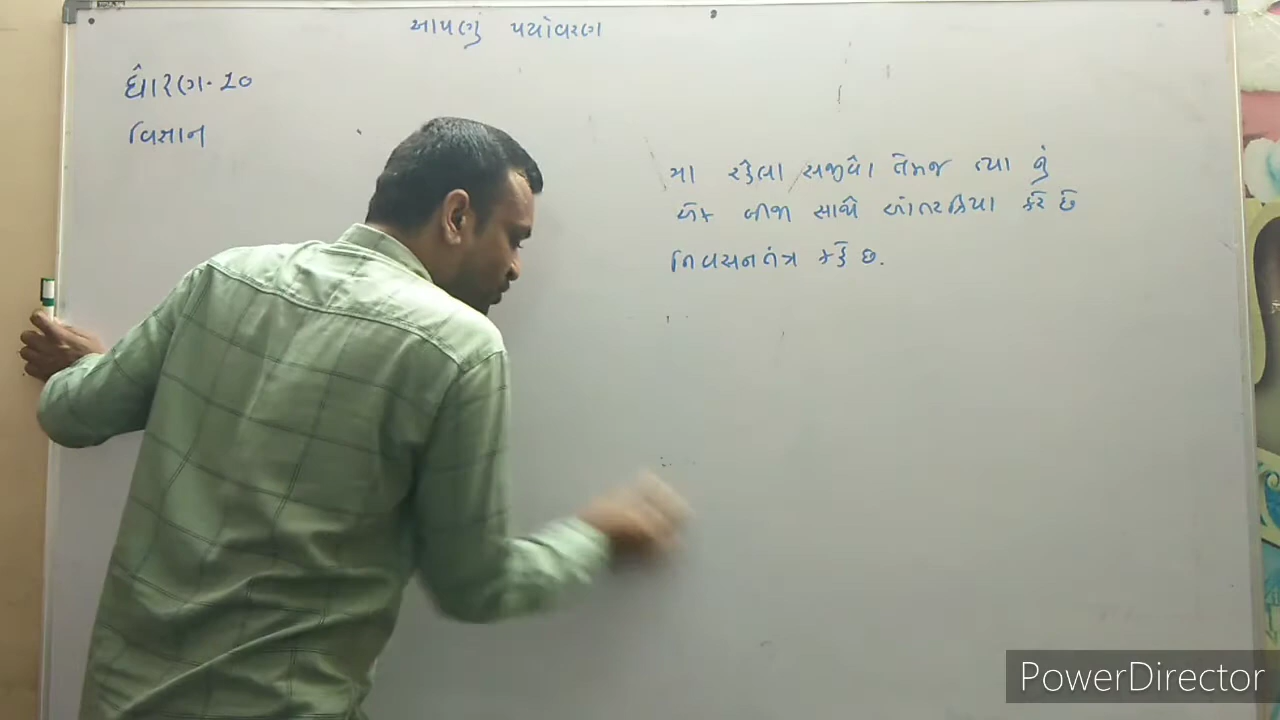 આપણું પર્યાવરણ
ધોરણ-10
વિજ્ઞાન
માં રહેલા સજીવો તેમજ ત્યા નું
એક બીજા સાથે આંતરક્રિયા કરે છે
નિવસનતંત્ર કહે છે.
PowerDirector